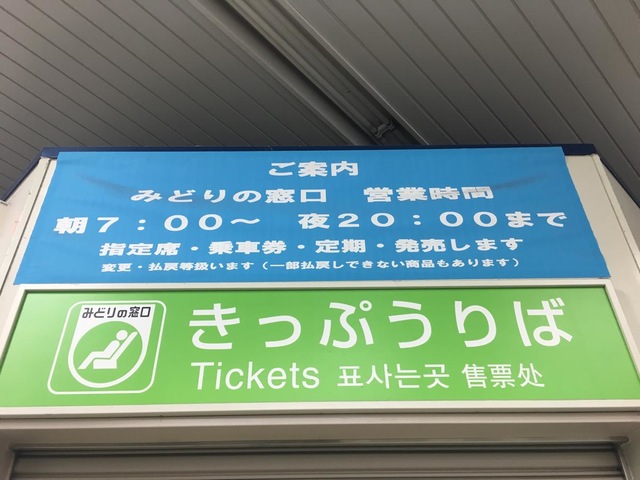 ご案内
みどりの窓口　営業時間
朝７：００～　夜２０：００まで
指定席・乗車券・定期・発売します
変更・払戻等扱います（一部払戻しできない商品もあります）
みどりの窓口
きっぷうりば
Tickets 표사는곳 售票处